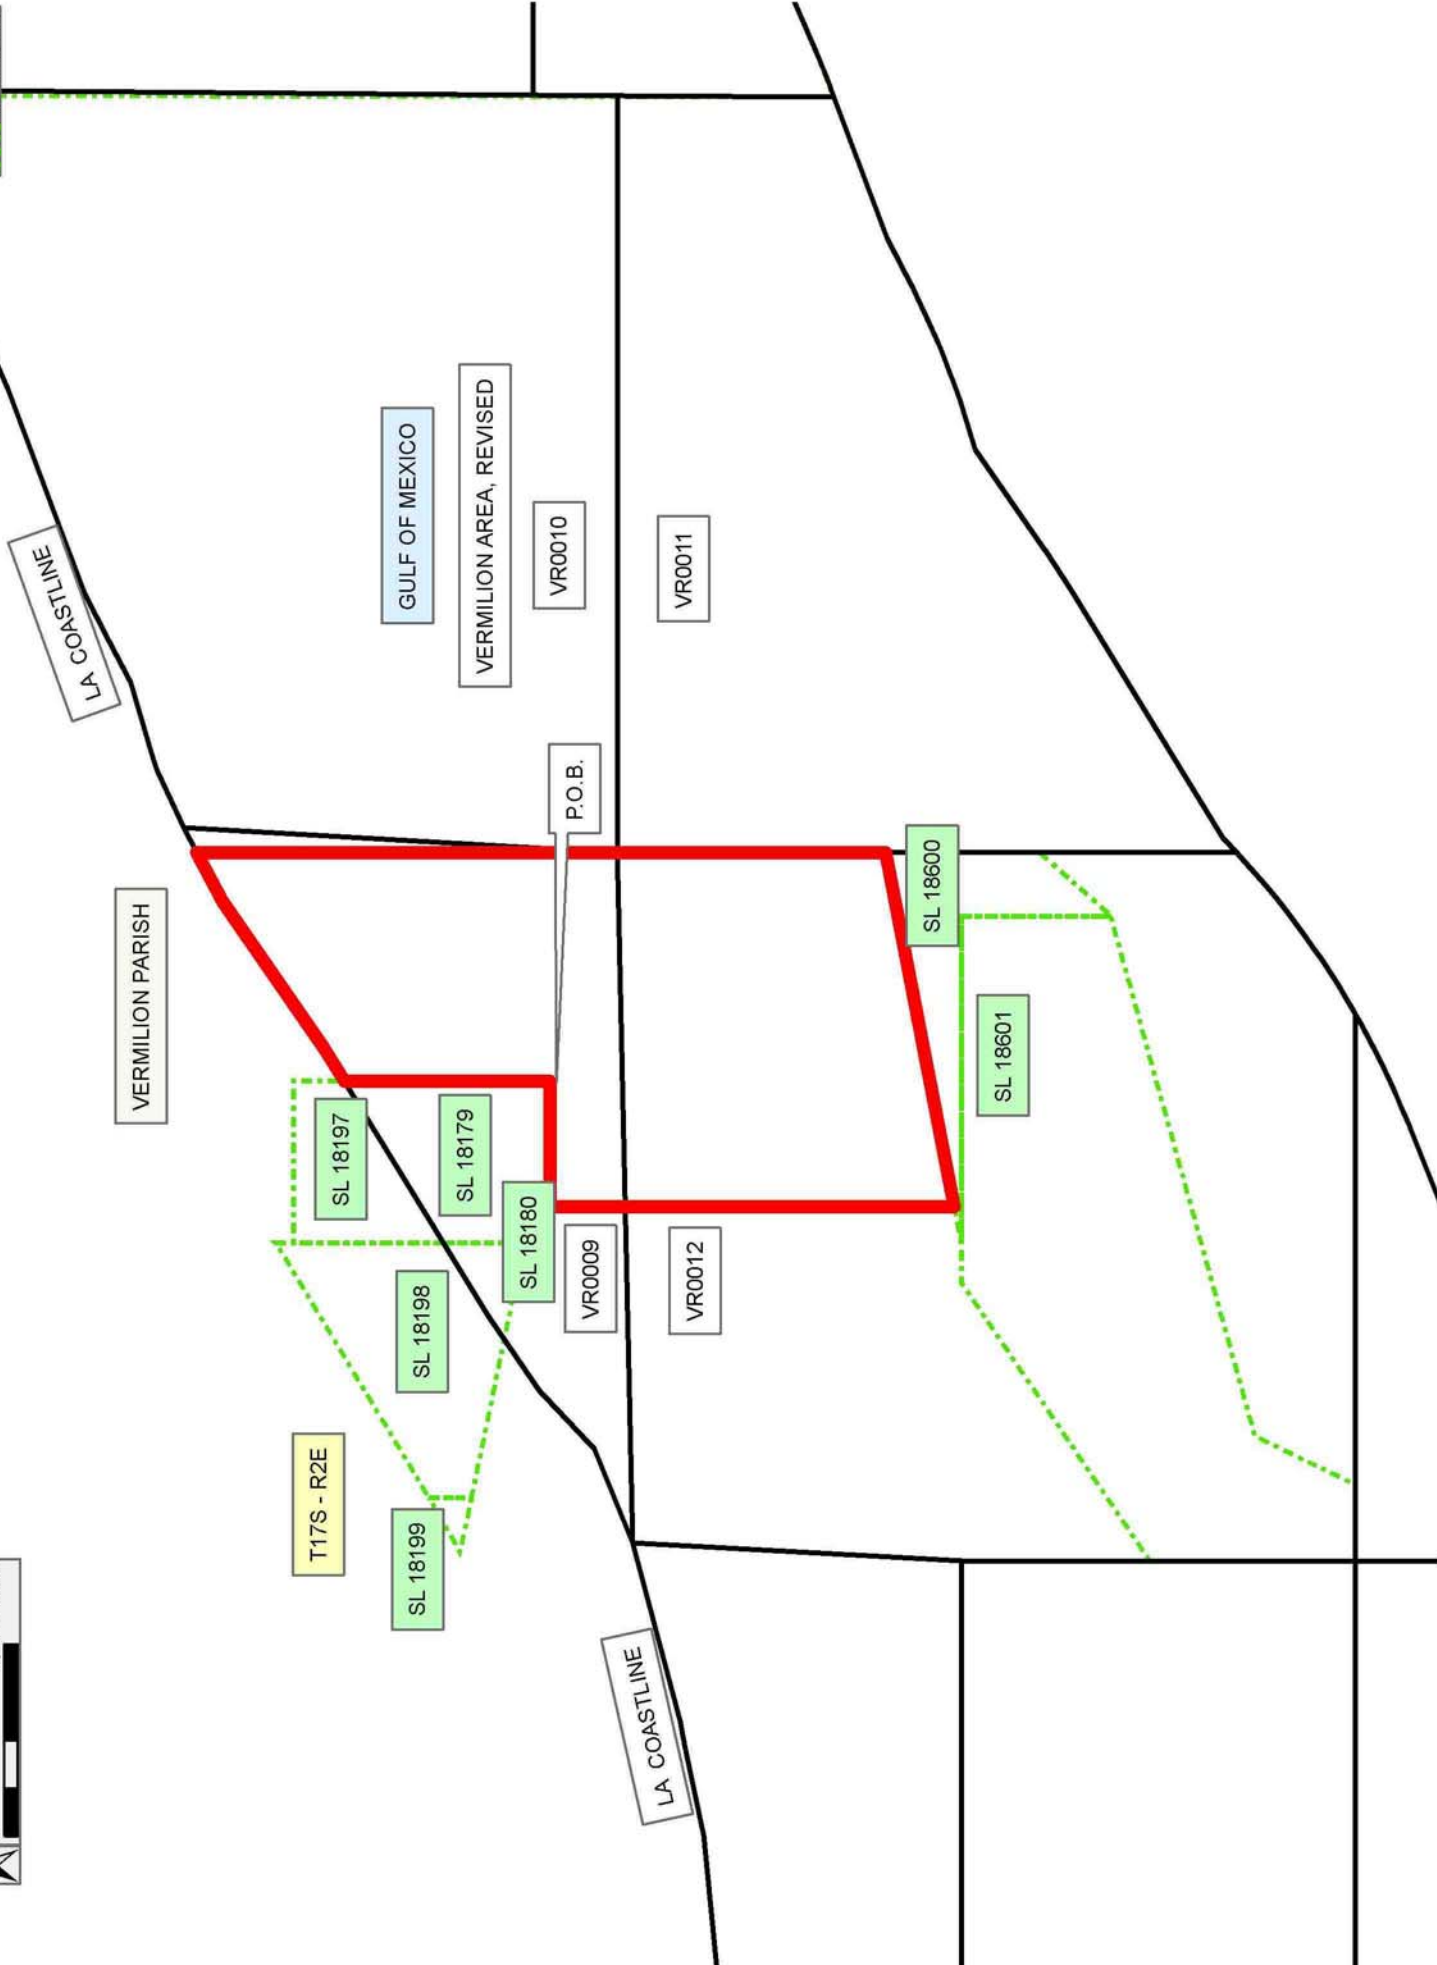 VERMILION PARISH
LA COASTLINE
T17S - R2E
SL 18197
GULF OF MEXICO
SL 18199
SL 18198
SL 18179
VERMILION AREA, REVISED
SL 18180
VR0010
P.O.B.
VR0009
LA COASTLINE
VR0012
VR0011
SL 18600
SL 18601